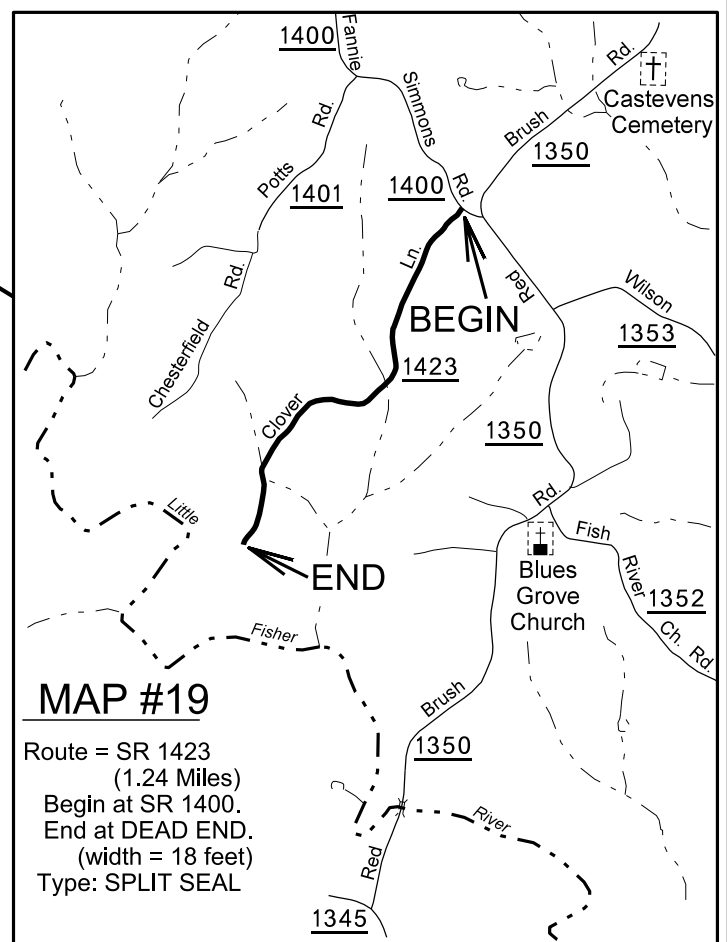 1400
Fannie
Simmons
Rd.
1400
Potts
Rd.
1401
Chesterfield
Rd.
Brush
Rd.
1350
Castevens
Cemetery
Ln.
BEGIN
Red
Wilson
1353
1423
Clover
1350
Rd.
Little
END
Blues
Grove
Church
Fish
River
Ch.
Rd.
1352
Fisher
Brush
1350
River
Red
1345
MAP #19
Route = SR 1423
(1.24 Miles)
Begin at SR 1400.
End at DEAD END.
(width = 18 feet)
Type: SPLIT SEAL